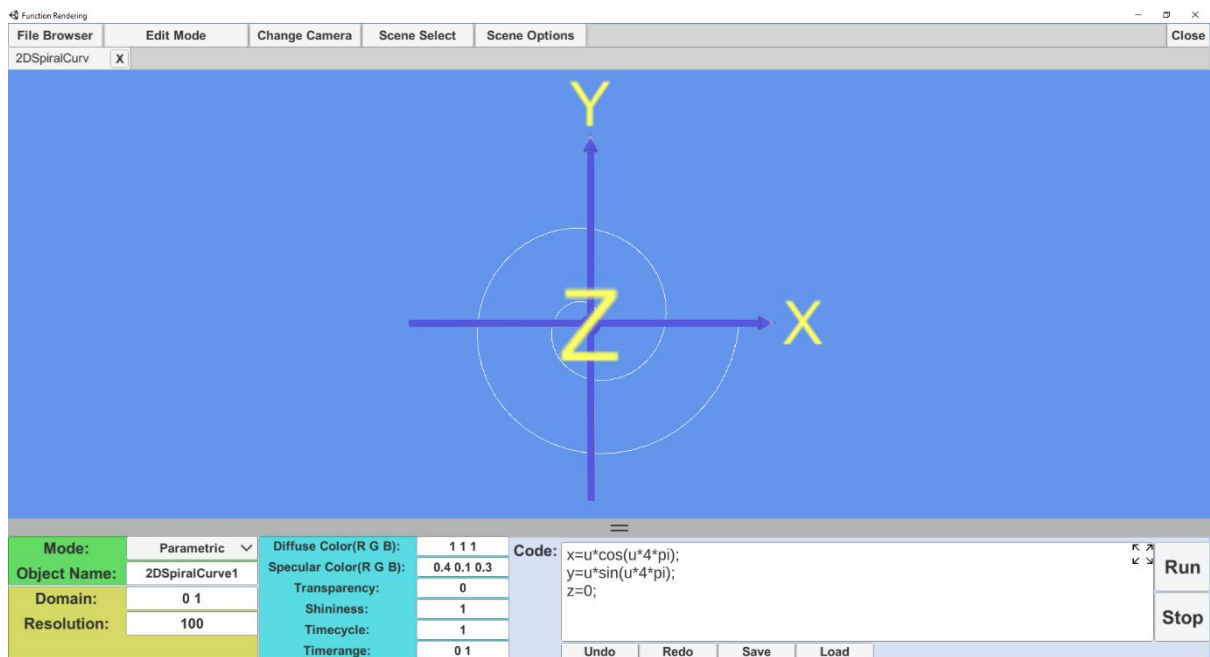 Function Rendering
File Browser Edit Mode Change Camera Scene Select Scene Options Close
2DSpiralCurv X
Y
Z
X
Mode: Parametric
Object Name: 2DSpiralCurve1
Domain: 0 1
Resolution: 100
Diffuse Color(R G B): 1 1 1
Specular Color(R G B): 0.4 0.1 0.3
Transparency: 0
Shininess: 1
Timecycle: 1
Timerange: 0 1
Code:
x=u*cos(u*4*pi);
y=u*sin(u*4*pi);
z=0;
Run
Stop
Undo Redo Save Load